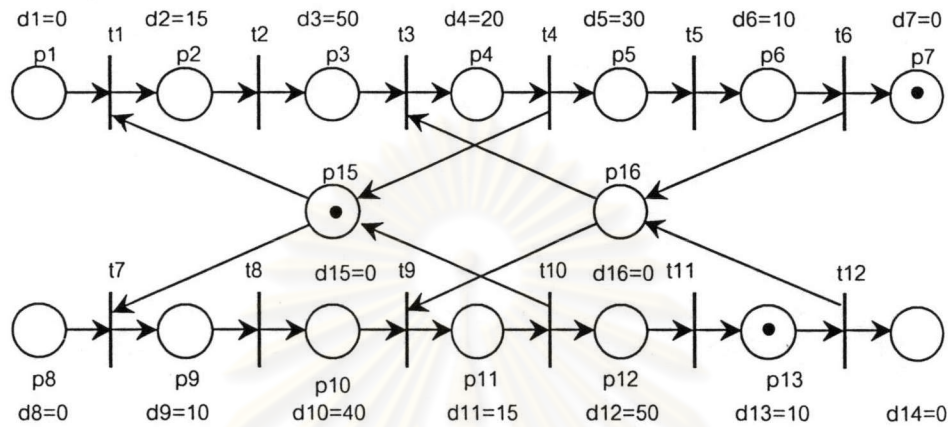 d1=0 d2=15 d3=50 d4=20 d5=30 d6=10 d7=0
t1 t2 t3 t4 t5 t6
p1 p2 p3 p4 p5 p6 p7
p15 p16
t7 t8 d15=0 t9 t10 d16=0 t11 t12
p8 p9 p10 p11 p12 p13
d8=0 d9=10 d10=40 d11=15 d12=50 d13=10 d14=0